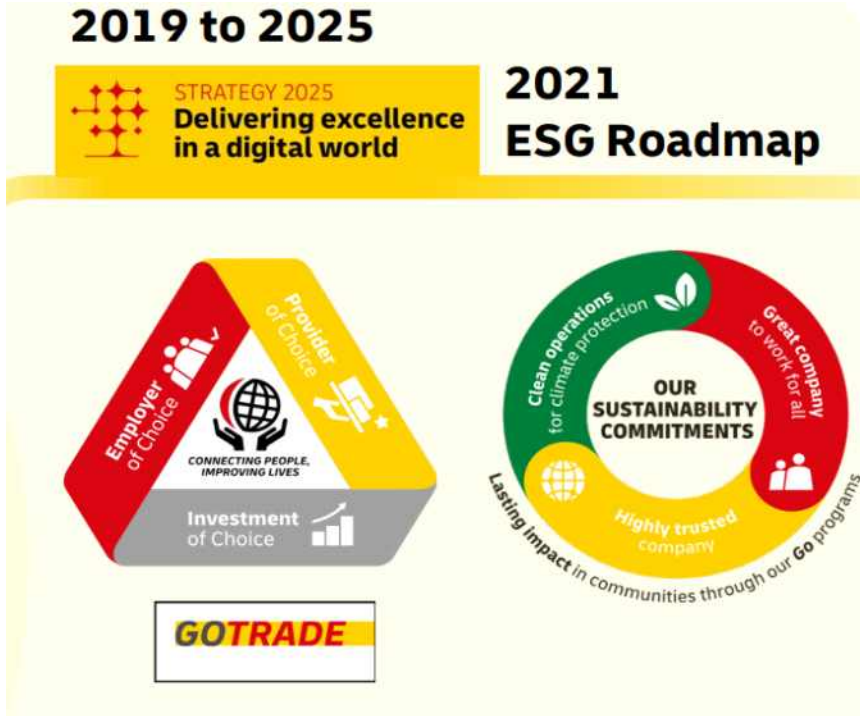 2019 to 2025
STRATEGY 2025
Delivering excellence
in a digital world
2021
ESG Roadmap
Employer
of Choice
Provider
of Choice
CONNECTING PEOPLE,
IMPROVING LIVES
Investment
of Choice
GOTRADE
Clean operations
for climate protection
Great company
to work for all
OUR
SUSTAINABILITY
COMMITMENTS
Highly trusted
company
Lasting impact in communities through our Go programs